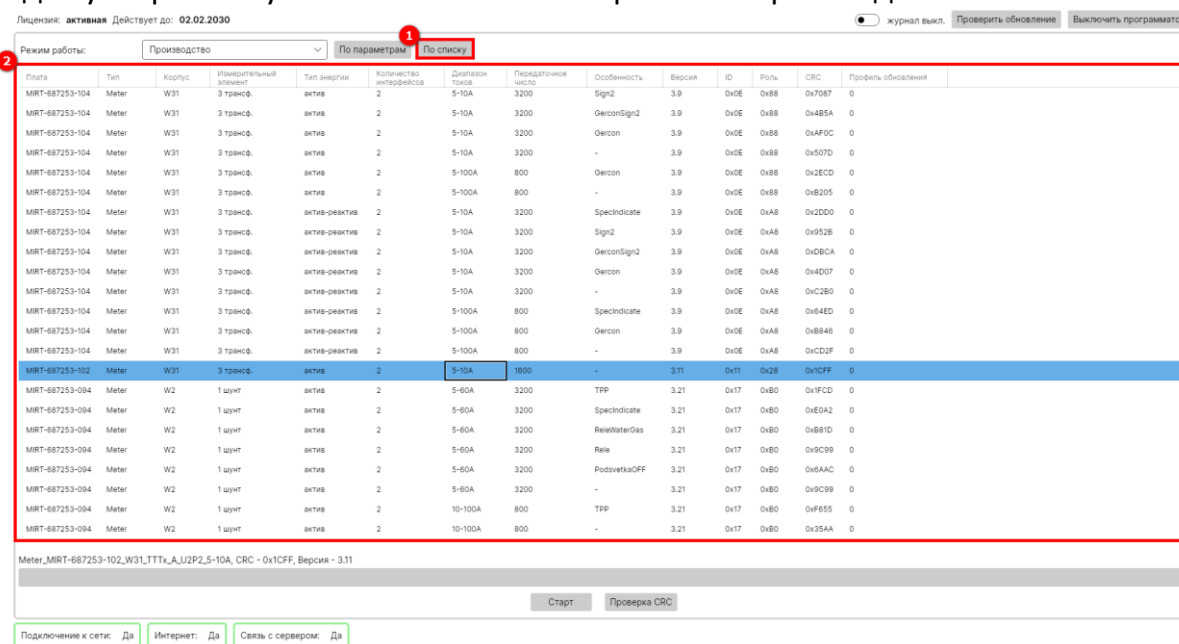 Лицензия: активная Действует до: 02.02.2030 журнал выкл. Проверить обновление Выключить программато
1
Режим работы: Производство По параметрам По списку
2
Плата Тип Корпус Измерительный элемент Тип энергии Количество интерфейсов Диапазон токов Передаточное число Особенность Версия ID Роль CRC Профиль обновления
MIRT-687253-104 Meter W31 3 трансф. актив 2 5-10A 3200 Sign2 3.9 0x0E 0x88 0x7087 0
MIRT-687253-104 Meter W31 3 трансф. актив 2 5-10A 3200 GerconSign2 3.9 0x0E 0x88 0x4B5A 0
MIRT-687253-104 Meter W31 3 трансф. актив 2 5-10A 3200 Gercon 3.9 0x0E 0x88 0xAF0C 0
MIRT-687253-104 Meter W31 3 трансф. актив 2 5-10A 3200 - 3.9 0x0E 0x88 0x507D 0
MIRT-687253-104 Meter W31 3 трансф. актив 2 5-100A 800 Gercon 3.9 0x0E 0x88 0x2ECD 0
MIRT-687253-104 Meter W31 3 трансф. актив 2 5-100A 800 - 3.9 0x0E 0x88 0xB205 0
MIRT-687253-104 Meter W31 3 трансф. актив-реактив 2 5-10A 3200 SpecIndicate 3.9 0x0E 0xA8 0x2DD0 0
MIRT-687253-104 Meter W31 3 трансф. актив-реактив 2 5-10A 3200 Sign2 3.9 0x0E 0xA8 0x952B 0
MIRT-687253-104 Meter W31 3 трансф. актив-реактив 2 5-10A 3200 GerconSign2 3.9 0x0E 0xA8 0xDBCA 0
MIRT-687253-104 Meter W31 3 трансф. актив-реактив 2 5-10A 3200 Gercon 3.9 0x0E 0xA8 0x4D07 0
MIRT-687253-104 Meter W31 3 трансф. актив-реактив 2 5-10A 3200 - 3.9 0x0E 0xA8 0xC2B0 0
MIRT-687253-104 Meter W31 3 трансф. актив-реактив 2 5-100A 800 SpecIndicate 3.9 0x0E 0xA8 0x64ED 0
MIRT-687253-104 Meter W31 3 трансф. актив-реактив 2 5-100A 800 Gercon 3.9 0x0E 0xA8 0xB846 0
MIRT-687253-104 Meter W31 3 трансф. актив-реактив 2 5-100A 800 - 3.9 0x0E 0xA8 0xCD2F 0
MIRT-687253-102 Meter W31 3 трансф. актив 2 5-10A 1600 - 3.11 0x11 0x28 0x1CFF 0
MIRT-687253-094 Meter W2 1 шунт актив 2 5-60A 3200 TPP 3.21 0x17 0xB0 0x1FCD 0
MIRT-687253-094 Meter W2 1 шунт актив 2 5-60A 3200 SpecIndicate 3.21 0x17 0xB0 0xE0A2 0
MIRT-687253-094 Meter W2 1 шунт актив 2 5-60A 3200 ReleWaterGas 3.21 0x17 0xB0 0xB81D 0
MIRT-687253-094 Meter W2 1 шунт актив 2 5-60A 3200 Rele 3.21 0x17 0xB0 0x9C99 0
MIRT-687253-094 Meter W2 1 шунт актив 2 5-60A 3200 PodsvetkaOFF 3.21 0x17 0xB0 0x6AAC 0
MIRT-687253-094 Meter W2 1 шунт актив 2 5-60A 3200 - 3.21 0x17 0xB0 0x9C99 0
MIRT-687253-094 Meter W2 1 шунт актив 2 10-100A 800 TPP 3.21 0x17 0xB0 0xF655 0
MIRT-687253-094 Meter W2 1 шунт актив 2 10-100A 800 - 3.21 0x17 0xB0 0x35AA 0
Meter_MIRT-687253-102_W31_TTTx_A_U2P2_5-10A, CRC - 0x1CFF, Версия - 3.11
Старт Проверка CRC
Подключение к сети: Да Интернет: Да Связь с сервером: Да